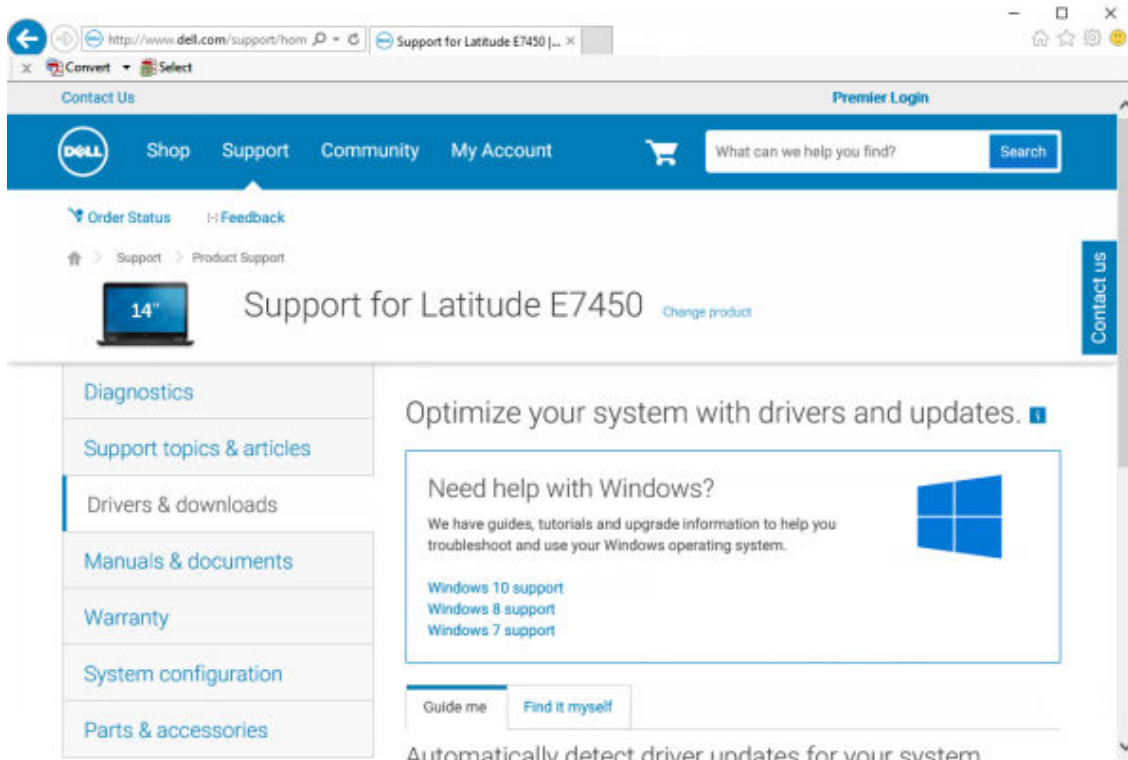 http://www.dell.com/support/hom
Support for Latitude E7450 |...
x Convert Select
Contact Us Premier Login
DELL Shop Support Community My Account What can we help you find? Search
Order Status [-] Feedback
Support Product Support
Contact us
14"
Support for Latitude E7450 Change product
Diagnostics
Support topics & articles
Drivers & downloads
Manuals & documents
Warranty
System configuration
Parts & accessories
Optimize your system with drivers and updates. i
Need help with Windows?
We have guides, tutorials and upgrade information to help you
troubleshoot and use your Windows operating system.
Windows 10 support
Windows 8 support
Windows 7 support
Guide me Find it myself
Automatically detect driver updates for your system